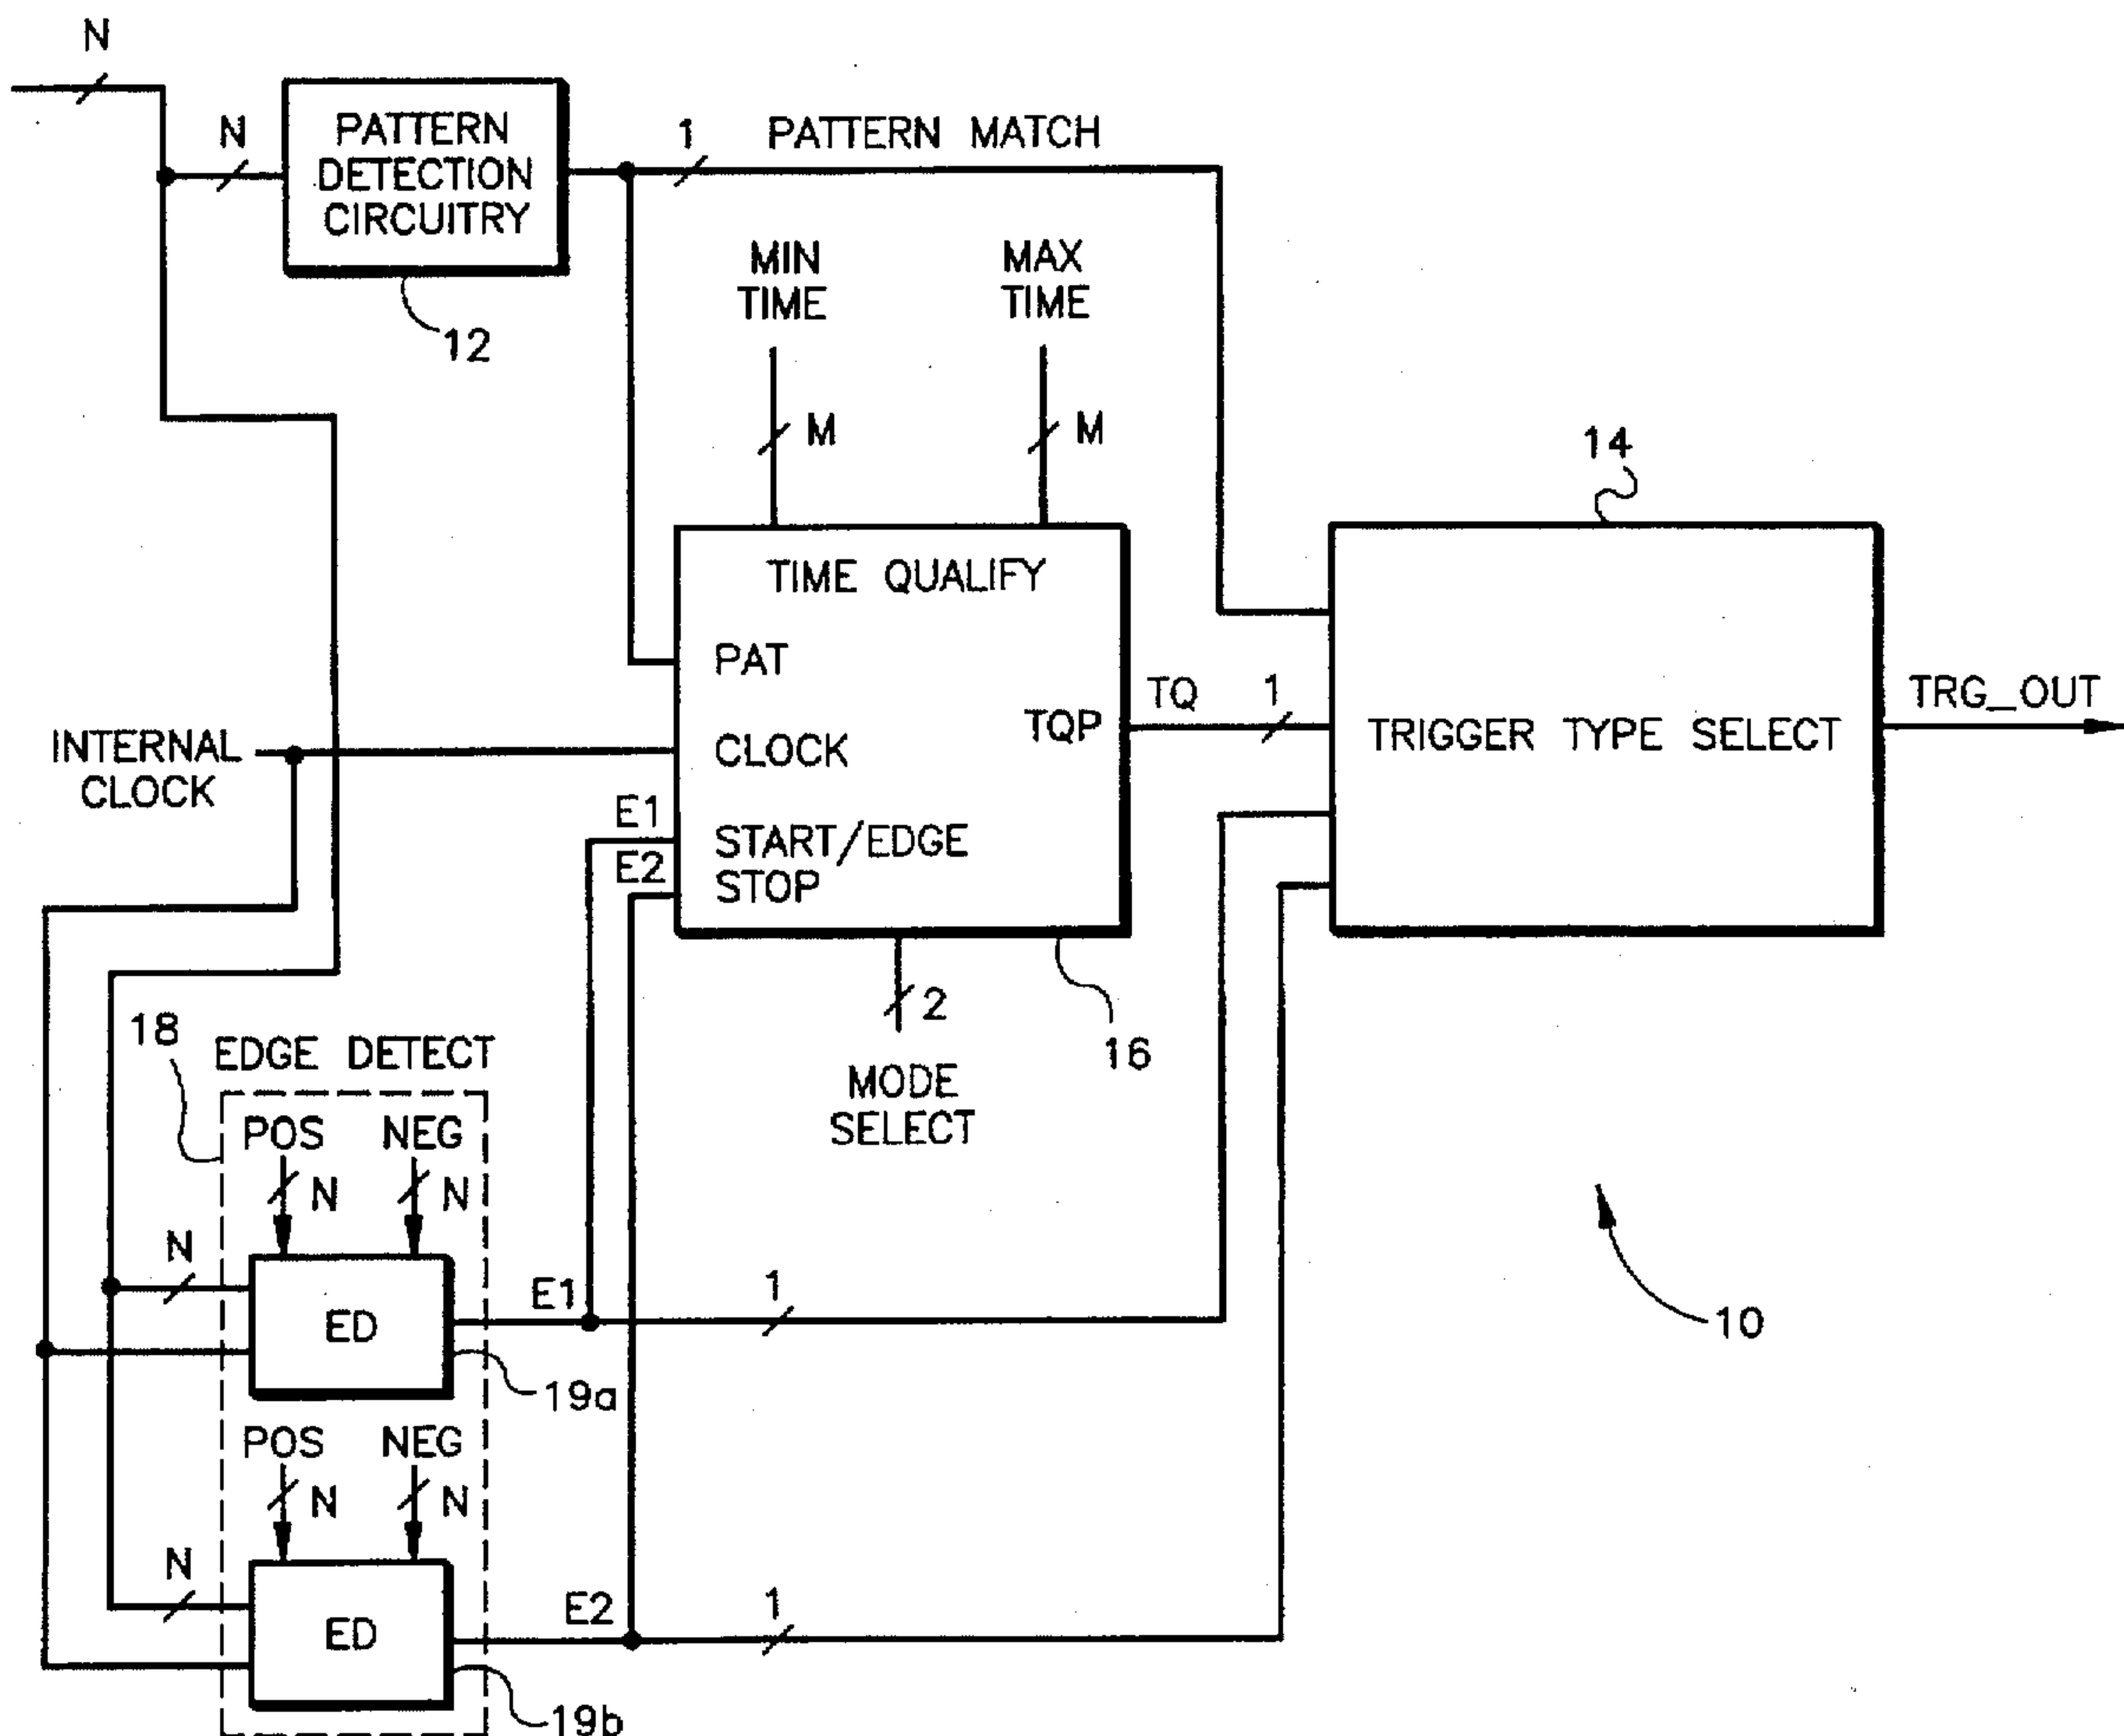 N
N
PATTERN
DETECTION
CIRCUITRY
12
1
PATTERN MATCH
MIN
TIME
MAX
TIME
M
M
14
TIME QUALIFY
PAT
CLOCK
START/EDGE
STOP
TQP
INTERNAL
CLOCK
E1
E2
TQ
1
TRIGGER TYPE SELECT
TRG_OUT
2
MODE
SELECT
16
18
EDGE DETECT
POS
NEG
N
N
N
ED
E1
1
19a
10
POS
NEG
N
N
N
ED
E2
1
19b